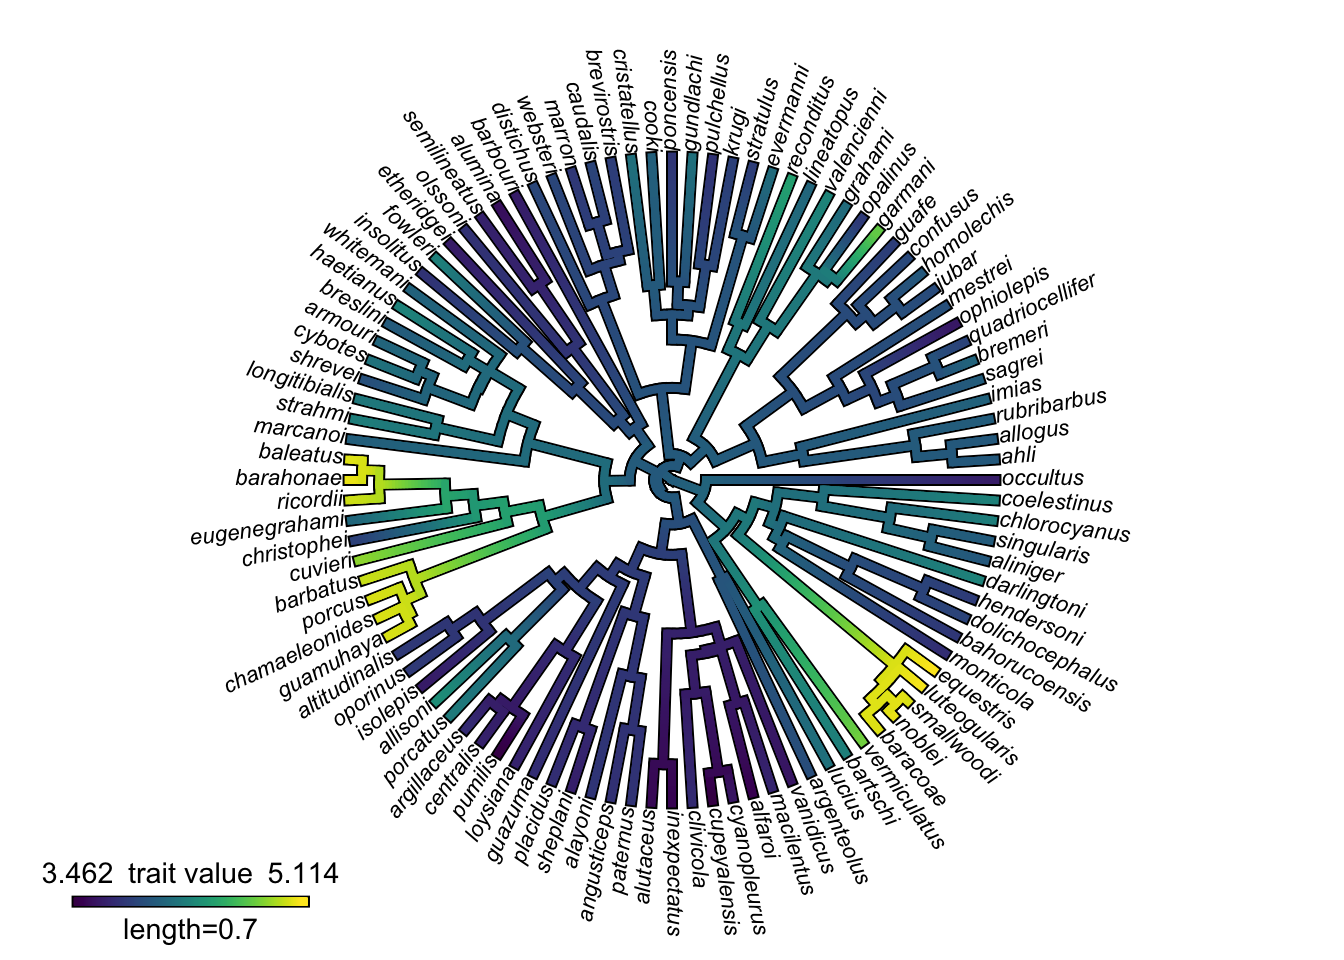 brevirostris
cristatellus
cooki
poncensis
gundlachi
pulchellus
krugi
stratulus
evermanni
reconditus
lineatopus
valencienni
grahami
opalinus
garmani
guafe
confusus
homolechis
jubar
mestrei
ophiolepis
quadriocellifer
bremeri
sagrei
imias
rubribarbus
allogus
ahli
occultus
coelestinus
chlorocyanus
singularis
aliniger
darlingtoni
hendersoni
dolichocephalus
bahorucoensis
monticola
equestris
luteogularis
smallwoodi
noblei
baracoae
vermiculatus
bartschi
lucius
argenteolus
vanidicus
macilentus
alfaroi
cyanopleurus
cupeyalensis
clivicola
inexpectatus
alutaceus
paternus
angusticeps
alayoni
sheplani
placidus
guazuma
loysiana
pumilis
centralis
argillaceus
porcatus
allisoni
isolepis
oporinus
altitudinalis
guamuhaya
chamaeleonides
porcus
barbatus
cuvieri
christophei
eugenegrahami
ricordii
barahonae
baleatus
marcanoi
strahmi
longitibialis
shrevei
cybotes
armouri
breslini
haetianus
whitemani
insolitus
fowleri
etheridgei
olssoni
semilineatus
alumina
barbouri
distichus
websteri
marron
caudalis
3.462 trait value 5.114
length=0.7